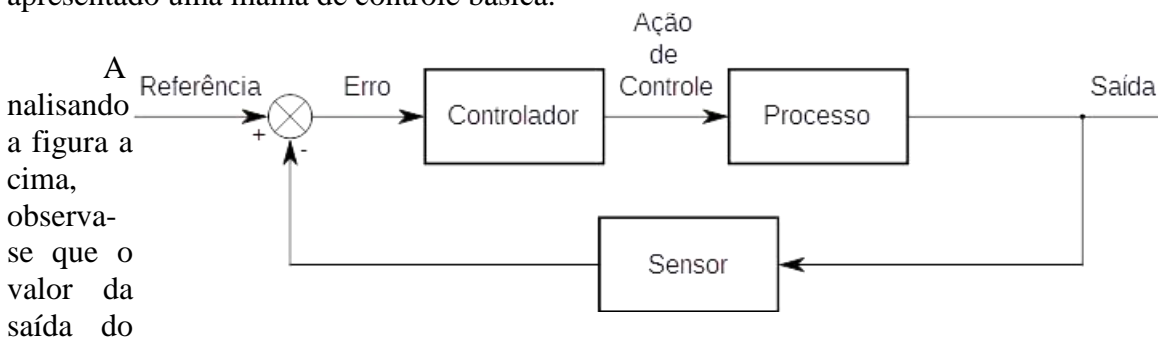 apresentado uma malha de controle básica.
A
nalisando
a figura a
cima,
observa-
se que o
valor da
saída do
Referência
+
-
Erro
Controlador
Ação
de
Controle
Processo
Saída
Sensor